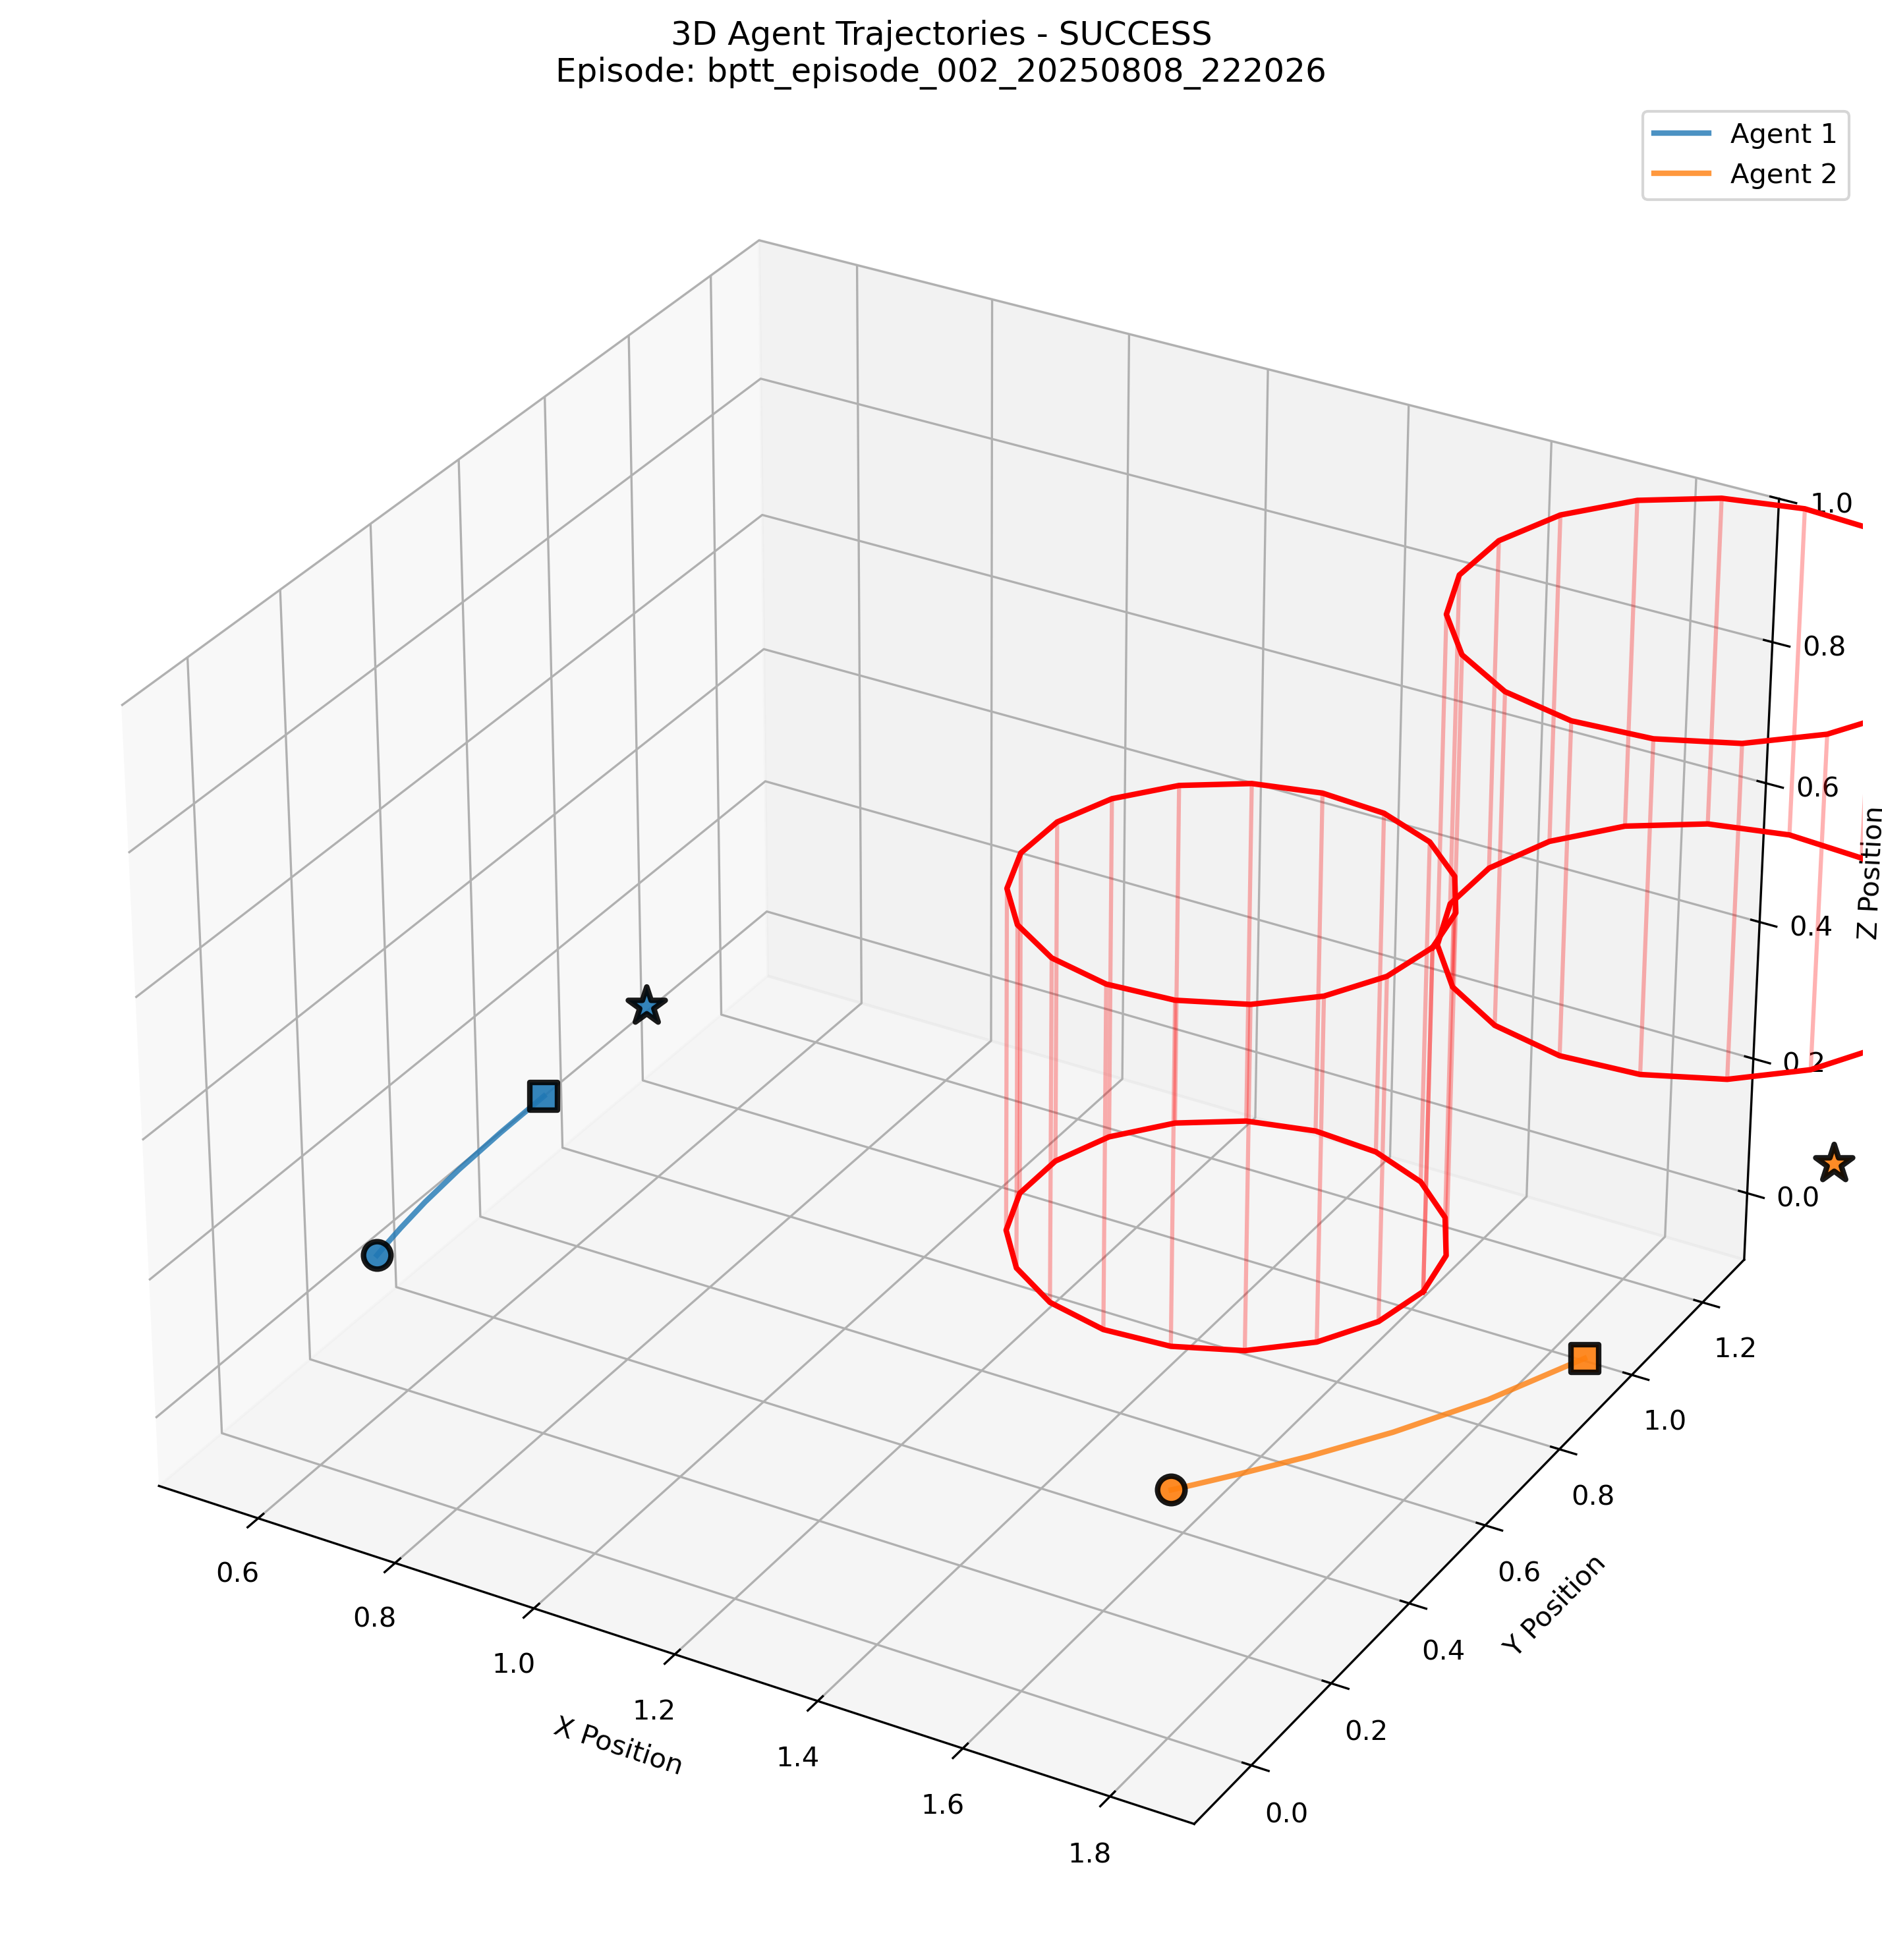 3D Agent Trajectories - SUCCESS
Episode: bptt_episode_002_20250808_222026
Agent 1
Agent 2
1.0
0.8
0.6
0.4
0.2
0.0
Z Position
1.2
1.0
0.8
0.6
0.4
0.2
0.0
Y Position
0.6
0.8
1.0
1.2
1.4
1.6
1.8
X Position